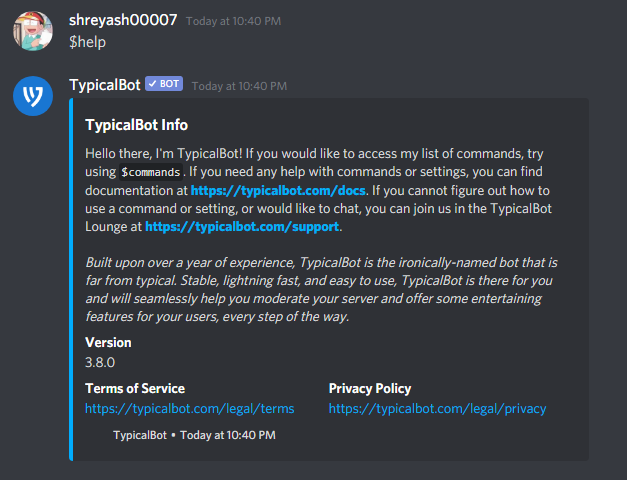 shreyash00007 Today at 10:40 PM
$help
TypicalBot BOT Today at 10:40 PM
TypicalBot Info
Hello there, I'm TypicalBot! If you would like to access my list of commands, try
using $commands. If you need any help with commands or settings, you can find
documentation at https://typicalbot.com/docs. If you cannot figure out how to
use a command or setting, or would like to chat, you can join us in the TypicalBot
Lounge at https://typicalbot.com/support.
Built upon over a year of experience, TypicalBot is the ironically-named bot that is
far from typical. Stable, lightning fast, and easy to use, TypicalBot is there for you
and will seamlessly help you moderate your server and offer some entertaining
features for your users, every step of the way.
Version
3.8.0
Terms of Service Privacy Policy
https://typicalbot.com/legal/terms https://typicalbot.com/legal/privacy
TypicalBot • Today at 10:40 PM